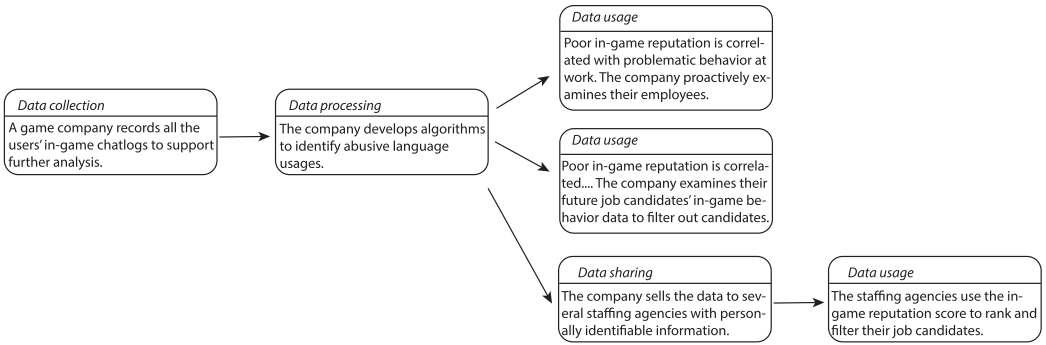 Data collection
A game company records all the
users' in-game chatlogs to support
further analysis.
Data processing
The company develops algorithms
to identify abusive language
usages.
Data usage
Poor in-game reputation is correl-
ated with problematic behavior at
work. The company proactively ex-
amines their employees.
Data usage
Poor in-game reputation is correla-
ted.... The company examines their
future job candidates' in-game be-
havior data to filter out candidates.
Data sharing
The company sells the data to sev-
eral staffing agencies with person-
ally identifiable information.
Data usage
The staffing agencies use the in-
game reputation score to rank and
filter their job candidates.